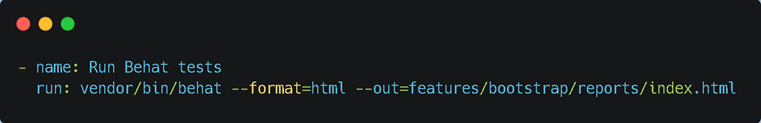 - name: Run Behat tests
run: vendor/bin/behat --format=html --out=features/bootstrap/reports/index.html